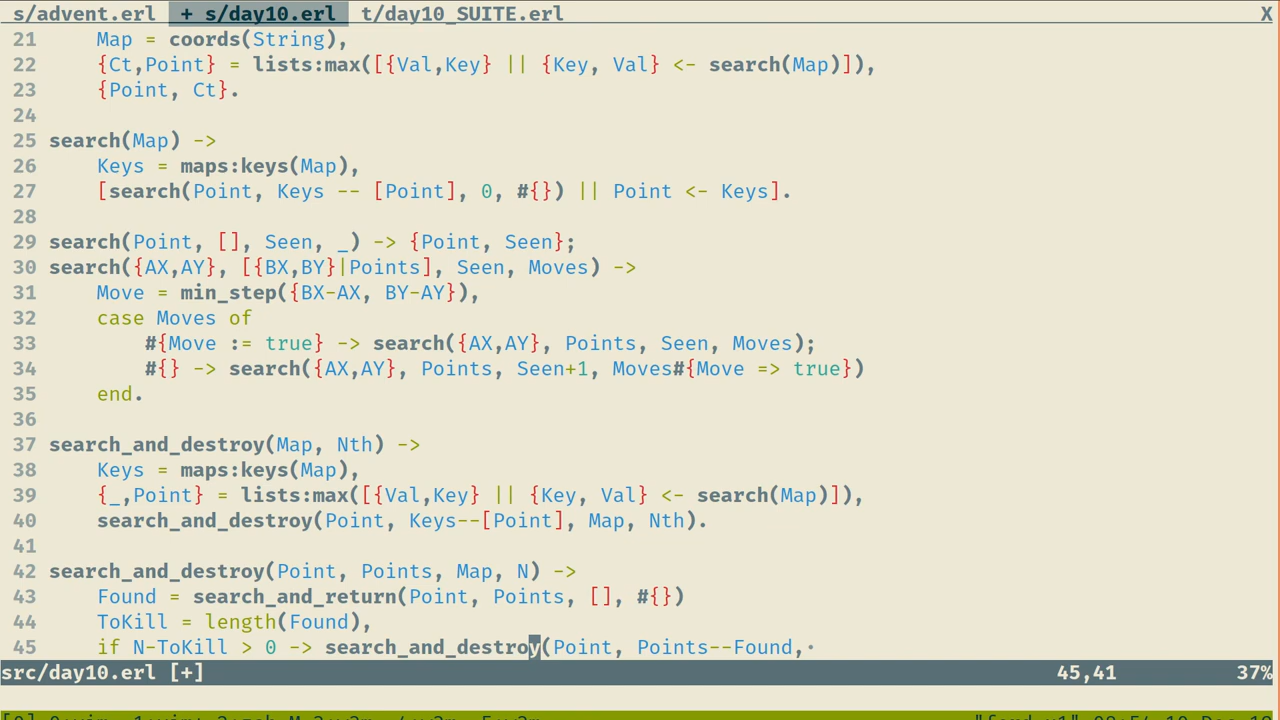 s/advent.erl + s/day10.erl t/day10_SUITE.erl X
21     Map = coords(String),
22     {Ct,Point} = lists:max([{Val,Key} || {Key, Val} <- search(Map)]),
23     {Point, Ct}.
24
25 search(Map) ->
26     Keys = maps:keys(Map),
27     [search(Point, Keys -- [Point], 0, #{}) || Point <- Keys].
28
29 search(Point, [], Seen, _) -> {Point, Seen};
30 search({AX,AY}, [{BX,BY}|Points], Seen, Moves) ->
31     Move = min_step({BX-AX, BY-AY}),
32     case Moves of
33         #{Move := true} -> search({AX,AY}, Points, Seen, Moves);
34         #{} -> search({AX,AY}, Points, Seen+1, Moves#{Move => true})
35     end.
36
37 search_and_destroy(Map, Nth) ->
38     Keys = maps:keys(Map),
39     {_,Point} = lists:max([{Val,Key} || {Key, Val} <- search(Map)]),
40     search_and_destroy(Point, Keys--[Point], Map, Nth).
41
42 search_and_destroy(Point, Points, Map, N) ->
43     Found = search_and_return(Point, Points, [], #{})
44     ToKill = length(Found),
45     if N-ToKill > 0 -> search_and_destroy(Point, Points--Found,·
src/day10.erl [+] 45,41 37%